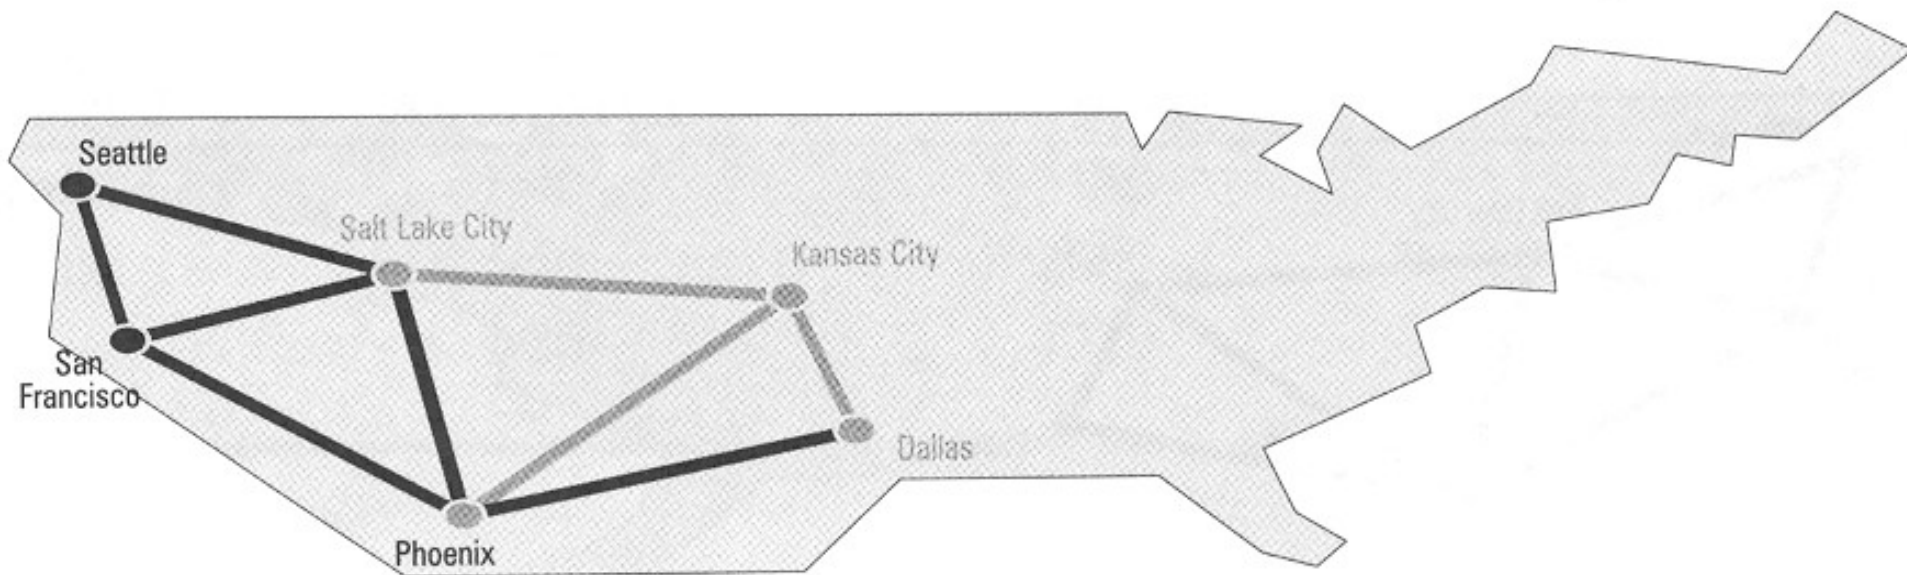 Seattle
Salt Lake City
Kansas City
San
Francisco
Dallas
Phoenix